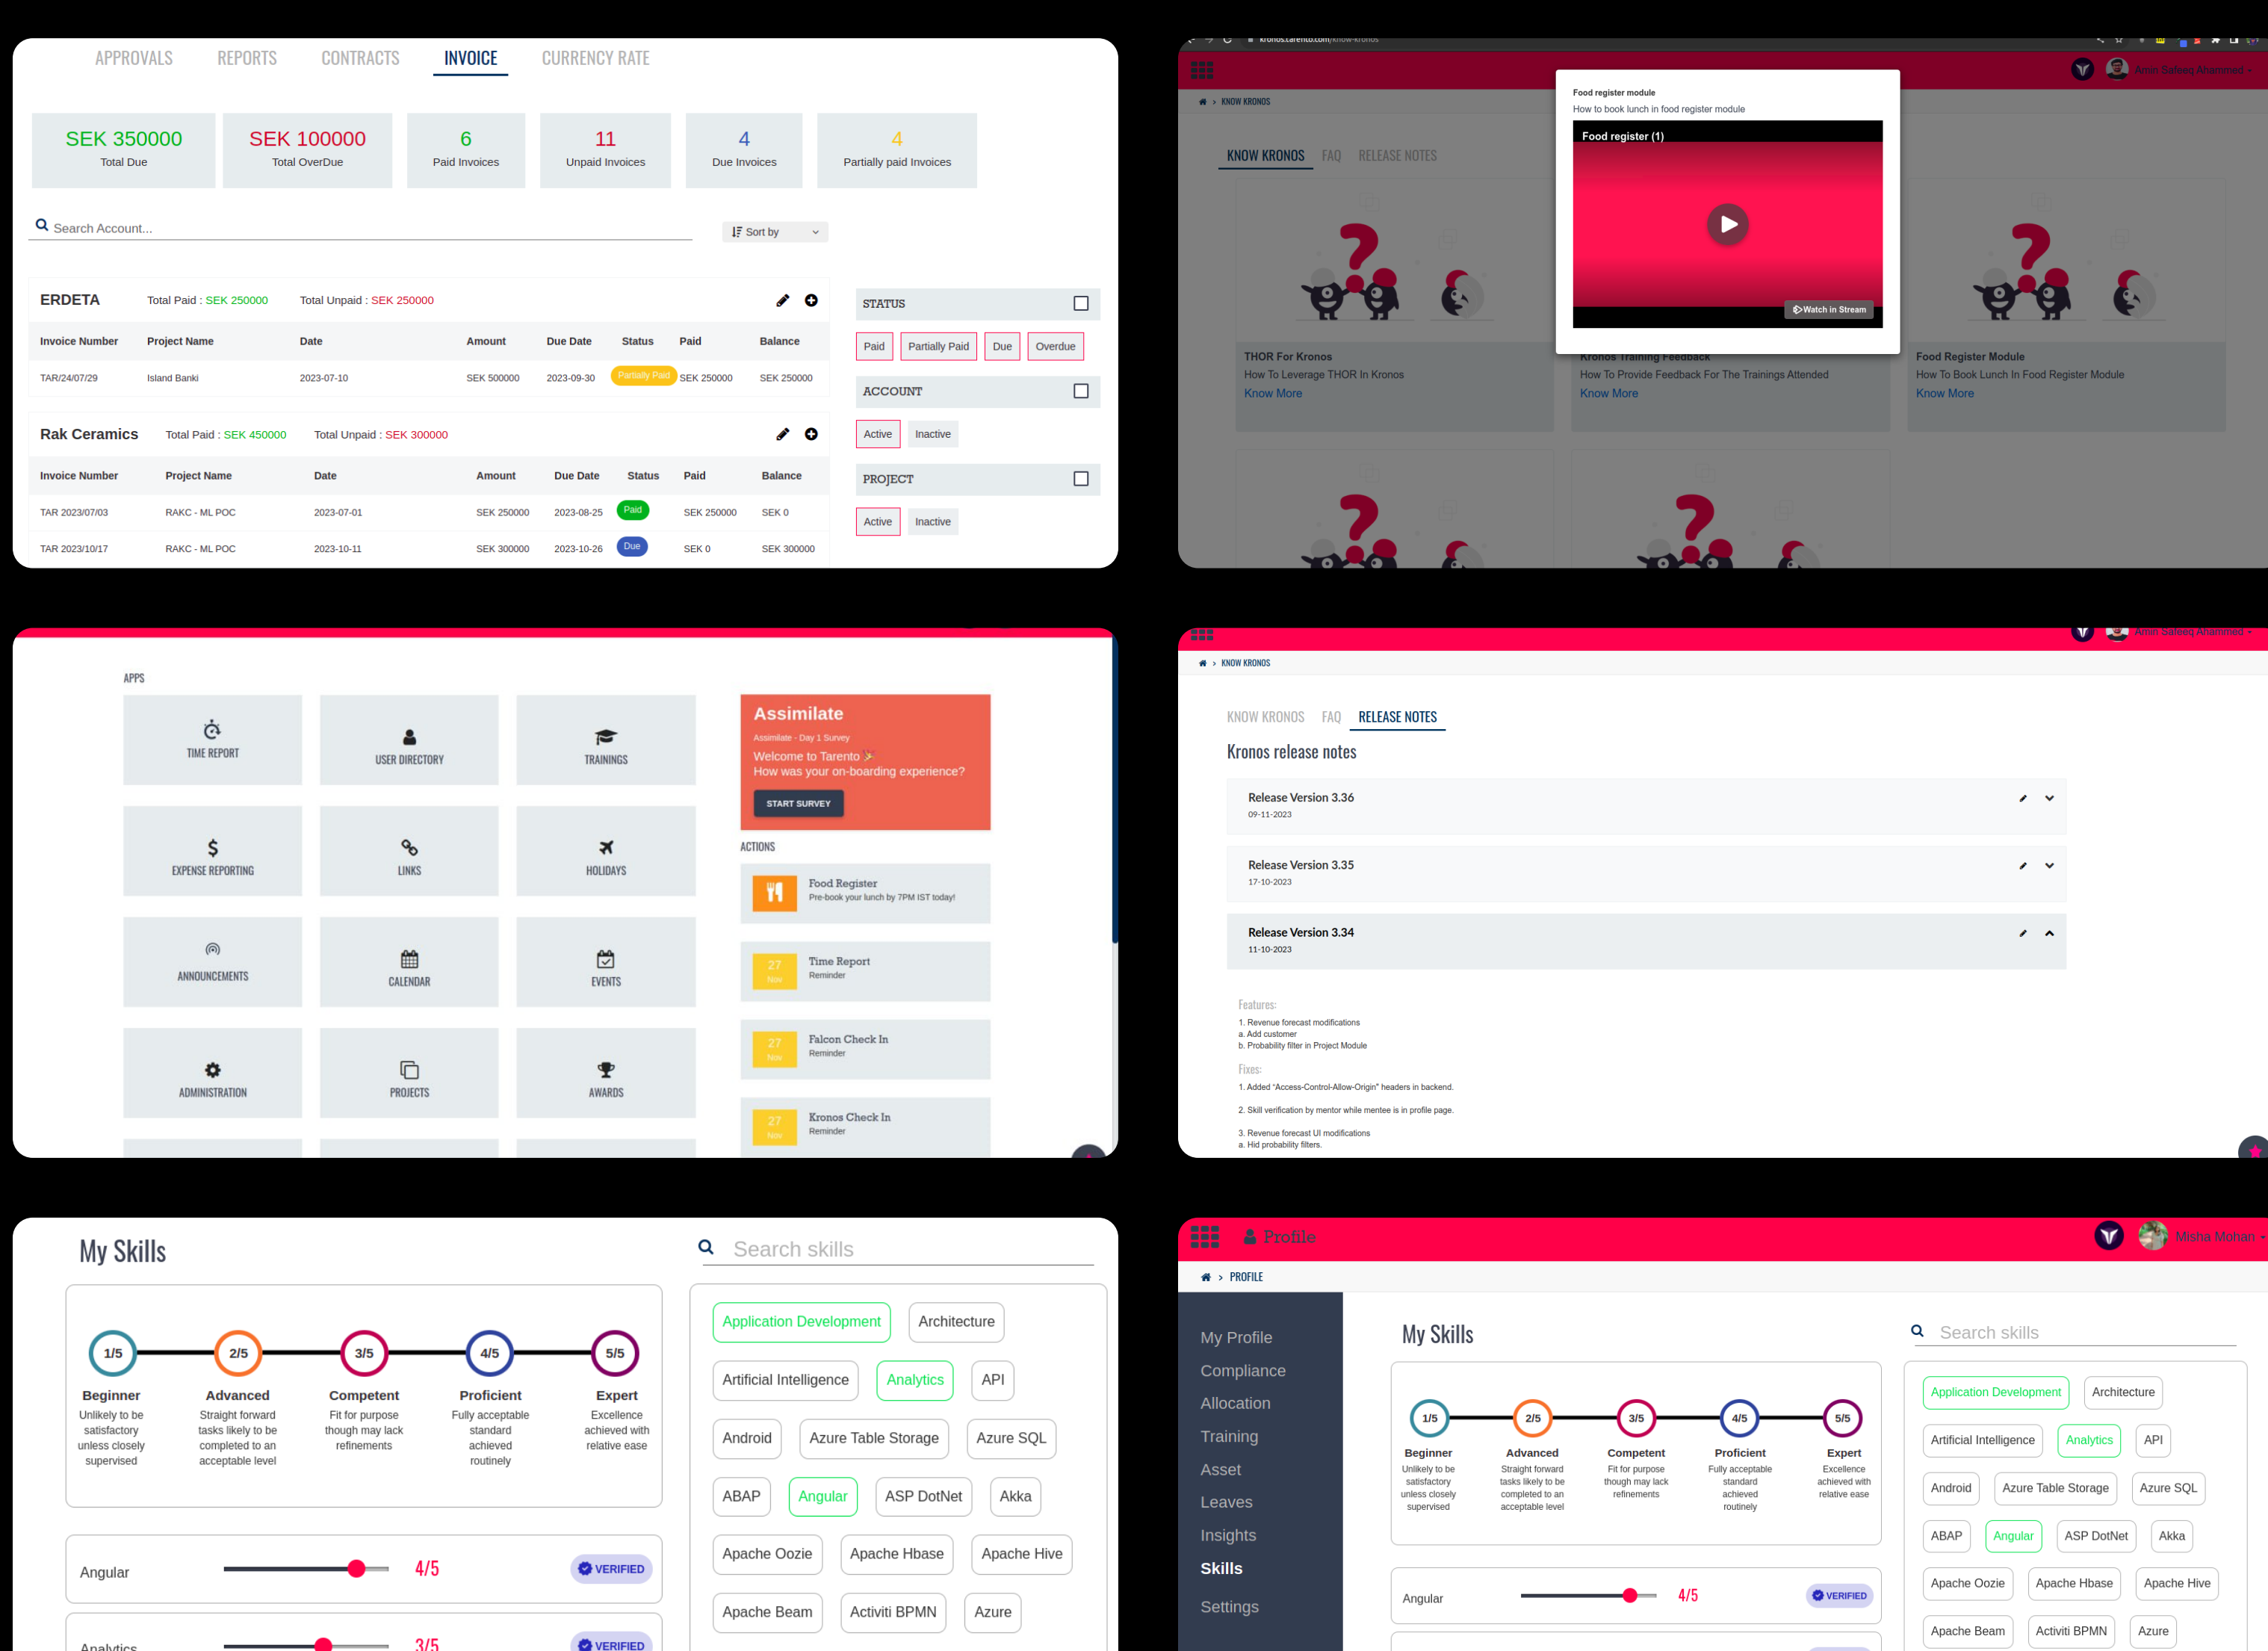 APPROVALS REPORTS CONTRACTS INVOICE CURRENCY RATE
SEK 350000 SEK 100000 6 11 4 4
Total Due Total OverDue Paid Invoices Unpaid Invoices Due Invoices Partially paid Invoices
Search Account... Sort by
ERDETA Total Paid : SEK 250000 Total Unpaid : SEK 250000
Invoice Number Project Name Date Amount Due Date Status Paid Balance
TAR/24/07/29 Island Banki 2023-07-10 SEK 500000 2023-09-30 Partially Paid SEK 250000 SEK 250000
Rak Ceramics Total Paid : SEK 450000 Total Unpaid : SEK 300000
Invoice Number Project Name Date Amount Due Date Status Paid Balance
TAR 2023/07/03 RAKC - ML POC 2023-07-01 SEK 250000 2023-08-25 Paid SEK 250000 SEK 0
TAR 2023/10/17 RAKC - ML POC 2023-10-11 SEK 300000 2023-10-26 Due SEK 0 SEK 300000
STATUS
Paid Partially Paid Due Overdue
ACCOUNT
Active Inactive
PROJECT
Active Inactive
kronos.tarento.com/know-kronos
Amin Safeeq Ahammed
> KNOW KRONOS
KNOW KRONOS FAQ RELEASE NOTES
Food register module
How to book lunch in food register module
Food register (1)
Watch in Stream
THOR For Kronos
How To Leverage THOR In Kronos
Know More
Kronos Training Feedback
How To Provide Feedback For The Trainings Attended
Know More
Food Register Module
How To Book Lunch In Food Register Module
Know More
APPS
TIME REPORT USER DIRECTORY TRAININGS
EXPENSE REPORTING LINKS HOLIDAYS
ANNOUNCEMENTS CALENDAR EVENTS
ADMINISTRATION PROJECTS AWARDS
Assimilate
Assimilate - Day 1 Survey
Welcome to Tarento
How was your on-boarding experience?
START SURVEY
ACTIONS
Food Register
Pre-book your lunch by 7PM IST today!
27 Nov
Time Report
Reminder
27 Nov
Falcon Check In
Reminder
27 Nov
Kronos Check In
Reminder
Amin Safeeq Ahammed
> KNOW KRONOS
KNOW KRONOS FAQ RELEASE NOTES
Kronos release notes
Release Version 3.36
09-11-2023
Release Version 3.35
17-10-2023
Release Version 3.34
11-10-2023
Features:
1. Revenue forecast modifications
a. Add customer
b. Probability filter in Project Module
Fixes:
1. Added "Access-Control-Allow-Origin" headers in backend.
2. Skill verification by mentor while mentee is in profile page.
3. Revenue forecast UI modifications
a. Hid probability filters.
My Skills
Search skills
1/5 2/5 3/5 4/5 5/5
Beginner Advanced Competent Proficient Expert
Unlikely to be Straight forward Fit for purpose Fully acceptable Excellence
satisfactory tasks likely to be though may lack standard achieved with
unless closely completed to an refinements achieved relative ease
supervised acceptable level routinely
Angular 4/5 VERIFIED
Analytics 3/5 VERIFIED
Application Development Architecture
Artificial Intelligence Analytics API
Android Azure Table Storage Azure SQL
ABAP Angular ASP DotNet Akka
Apache Oozie Apache Hbase Apache Hive
Apache Beam Activiti BPMN Azure
Profile
Misha Mohan
> PROFILE
My Profile
Compliance
Allocation
Training
Asset
Leaves
Insights
Skills
Settings
My Skills
Search skills
1/5 2/5 3/5 4/5 5/5
Beginner Advanced Competent Proficient Expert
Unlikely to be Straight forward Fit for purpose Fully acceptable Excellence
satisfactory tasks likely to be though may lack standard achieved with
unless closely completed to an refinements achieved relative ease
supervised acceptable level routinely
Angular 4/5 VERIFIED
Application Development Architecture
Artificial Intelligence Analytics API
Android Azure Table Storage Azure SQL
ABAP Angular ASP DotNet Akka
Apache Oozie Apache Hbase Apache Hive
Apache Beam Activiti BPMN Azure